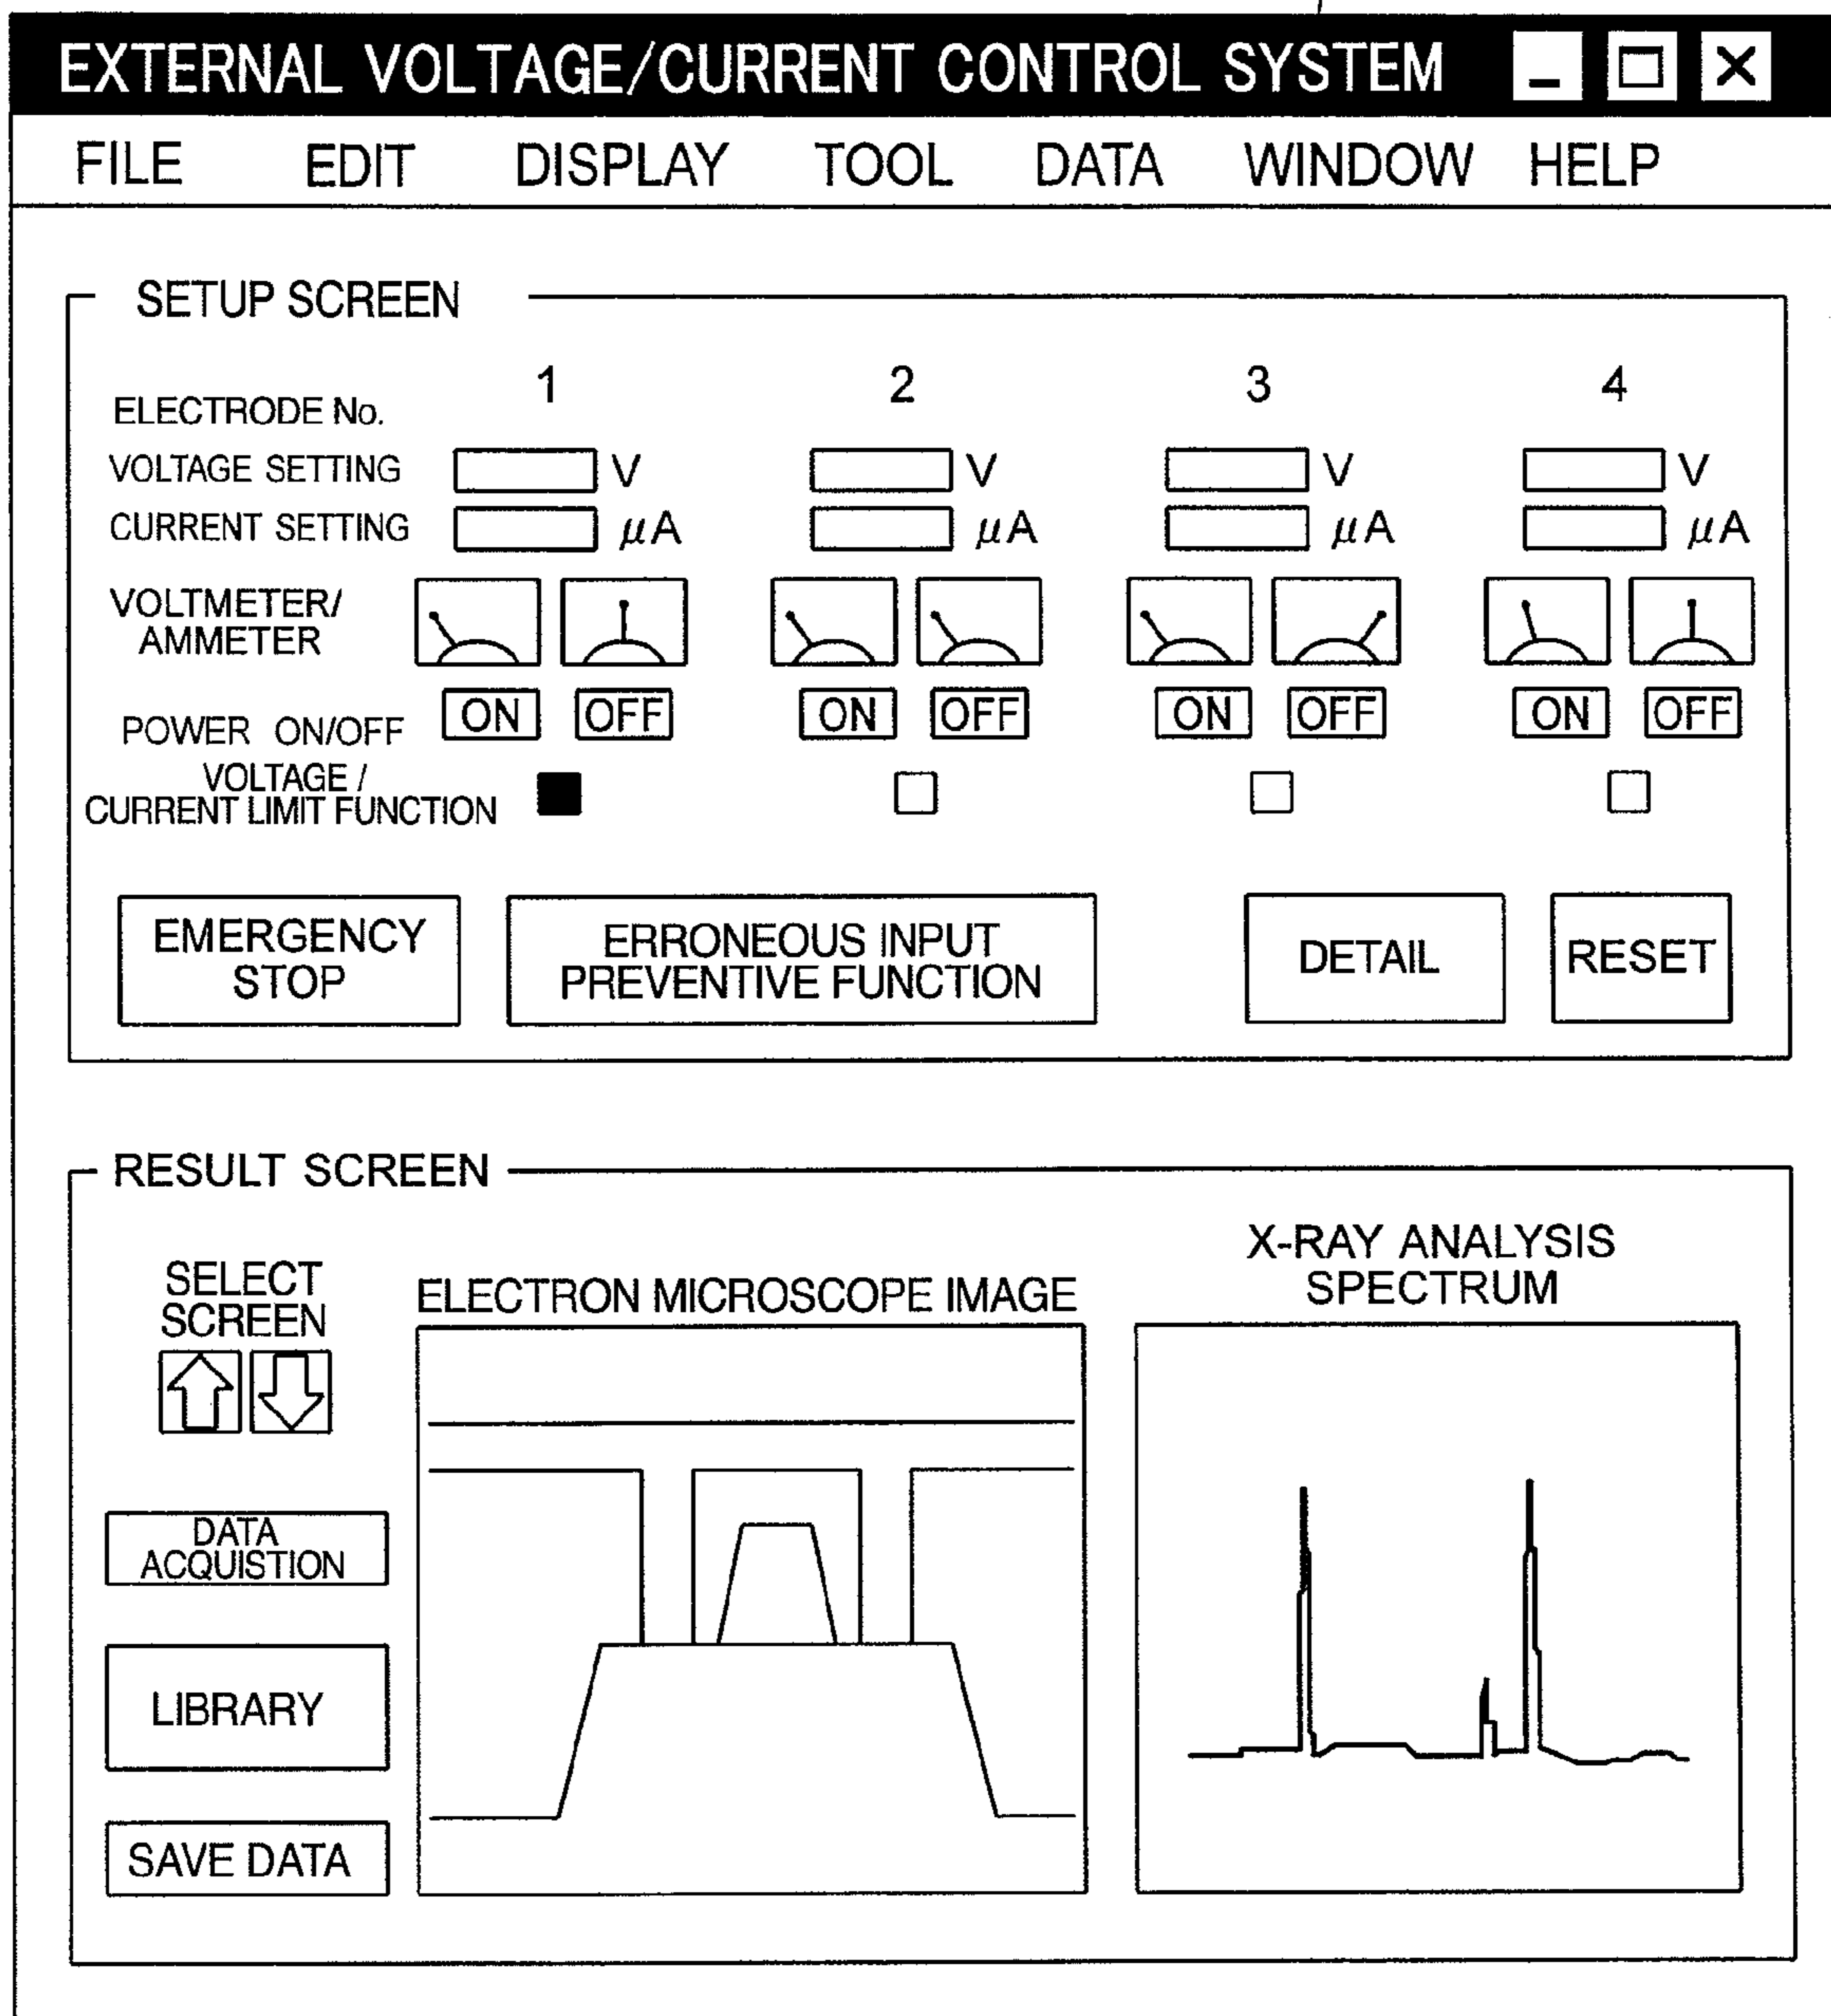 EXTERNAL VOLTAGE/CURRENT CONTROL SYSTEM
FILE EDIT DISPLAY TOOL DATA WINDOW HELP
SETUP SCREEN
ELECTRODE No. 1 2 3 4
VOLTAGE SETTING V V V V
CURRENT SETTING μA μA μA μA
VOLTMETER/
AMMETER
POWER ON/OFF ON OFF ON OFF ON OFF ON OFF
VOLTAGE /
CURRENT LIMIT FUNCTION
EMERGENCY
STOP
ERRONEOUS INPUT
PREVENTIVE FUNCTION
DETAIL
RESET
RESULT SCREEN
SELECT
SCREEN
ELECTRON MICROSCOPE IMAGE
X-RAY ANALYSIS
SPECTRUM
DATA
ACQUISTION
LIBRARY
SAVE DATA